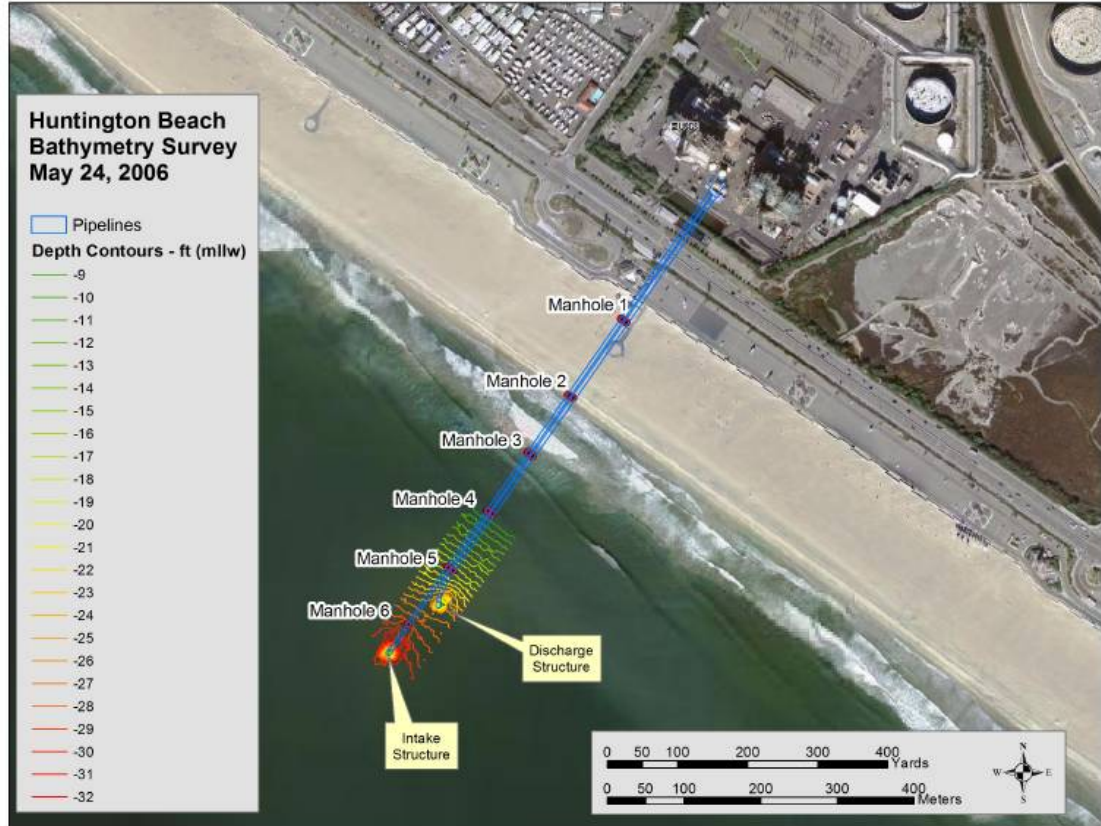 Huntington Beach
Bathymetry Survey
May 24, 2006
Pipelines
Depth Contours - ft (mllw)
-9
-10
-11
-12
-13
-14
-15
-16
-17
-18
-19
-20
-21
-22
-23
-24
-25
-26
-27
-28
-29
-30
-31
-32
Manhole 1
Manhole 2
Manhole 3
Manhole 4
Manhole 5
Manhole 6
Discharge
Structure
Intake
Structure
0 50 100 200 300 400
Yards
0 50 100 200 300 400
Meters
N
W E
S